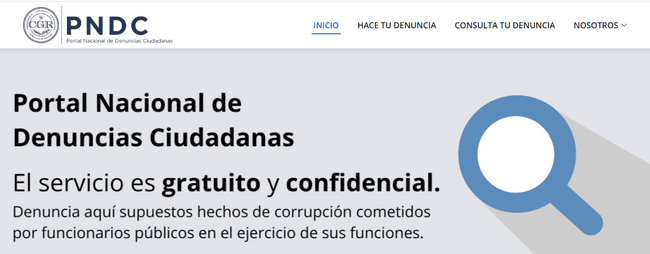 CGR
PNDC
Portal Nacional de Denuncias Ciudadanas
INICIO
HACE TU DENUNCIA
CONSULTA TU DENUNCIA
NOSOTROS
Portal Nacional de
Denuncias Ciudadanas
El servicio es gratuito y confidencial.
Denuncia aquí supuestos hechos de corrupción cometidos
por funcionarios públicos en el ejercicio de sus funciones.